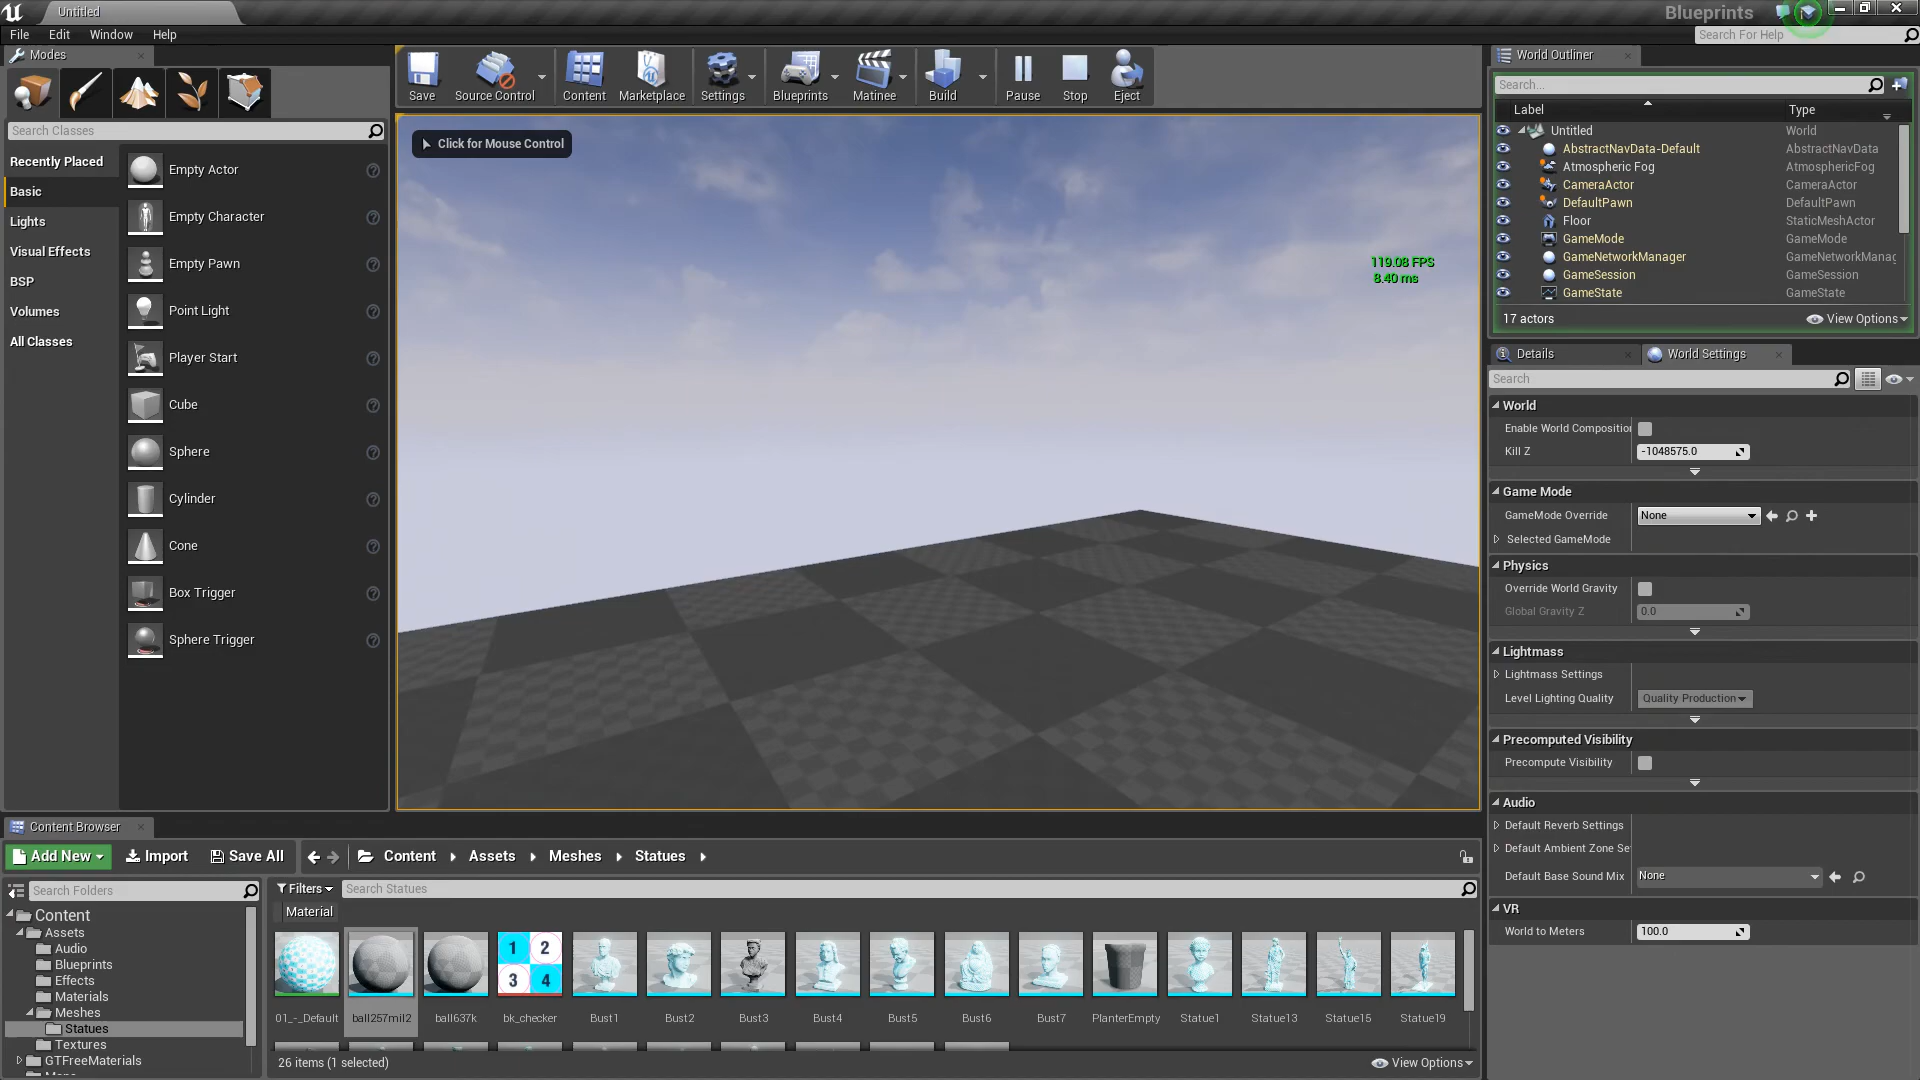 Untitled
Blueprints
File Edit Window Help
Search For Help
Modes
Search Classes
Recently Placed
Basic
Lights
Visual Effects
BSP
Volumes
All Classes
Empty Actor
Empty Character
Empty Pawn
Point Light
Player Start
Cube
Sphere
Cylinder
Cone
Box Trigger
Sphere Trigger
Save Source Control Content Marketplace Settings Blueprints Matinee Build Pause Stop Eject
Click for Mouse Control
119.08 FPS
8.40 ms
World Outliner
Search...
Label Type
Untitled World
AbstractNavData-Default AbstractNavData
Atmospheric Fog AtmosphericFog
CameraActor CameraActor
DefaultPawn DefaultPawn
Floor StaticMeshActor
GameMode GameMode
GameNetworkManager GameNetworkManag
GameSession GameSession
GameState GameState
17 actors View Options
Details World Settings
Search
World
Enable World Composition
Kill Z -1048575.0
Game Mode
GameMode Override None
Selected GameMode
Physics
Override World Gravity
Global Gravity Z 0.0
Lightmass
Lightmass Settings
Level Lighting Quality Quality Production
Precomputed Visibility
Precompute Visibility
Audio
Default Reverb Settings
Default Ambient Zone Se
Default Base Sound Mix None
VR
World to Meters 100.0
Content Browser
Add New Import Save All Content Assets Meshes Statues
Search Folders
Content
Assets
Audio
Blueprints
Effects
Materials
Meshes
Statues
Textures
GTFreeMaterials
Filters Search Statues
Material
1 2
3 4
01_-_Default ball257mil2 ball637k bk_checker Bust1 Bust2 Bust3 Bust4 Bust5 Bust6 Bust7 PlanterEmpty Statue1 Statue13 Statue15 Statue19
26 items (1 selected) View Options